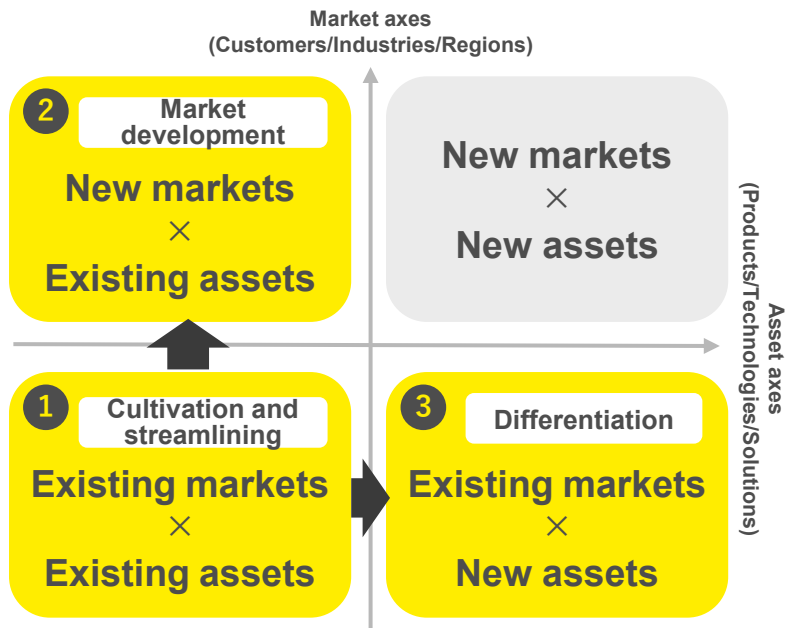 Market axes
(Customers/Industries/Regions)
2
Market
development
New markets
×
Existing assets
New markets
×
New assets
Asset axes
(Products/Technologies/Solutions)
1
Cultivation and
streamlining
Existing markets
×
Existing assets
3
Differentiation
Existing markets
×
New assets